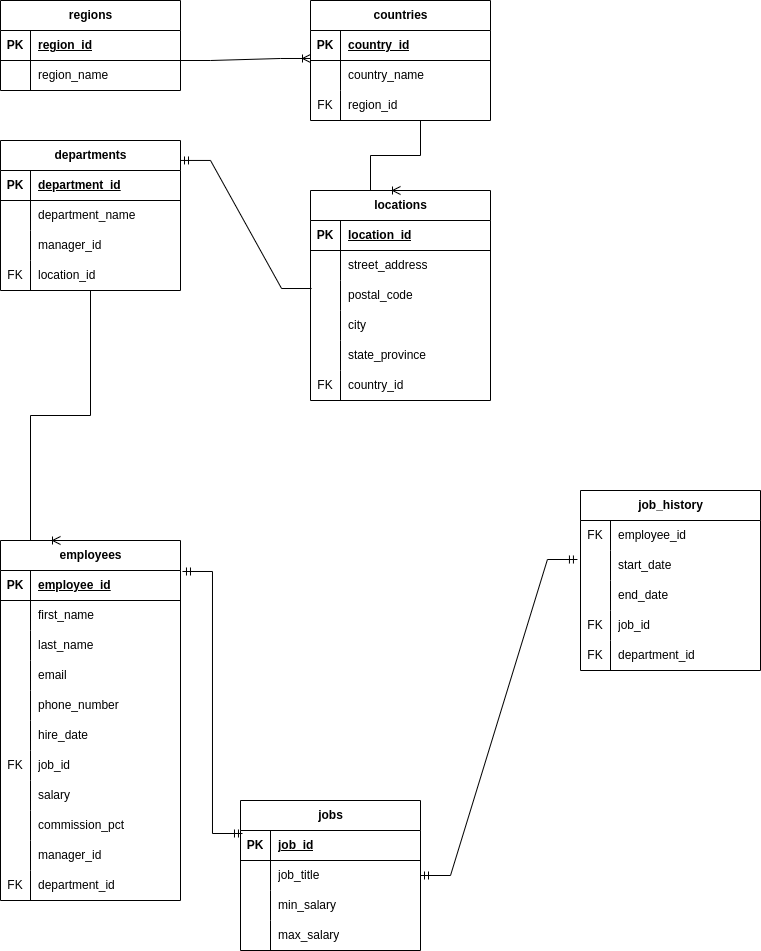 regions
PK region_id
region_name
countries
PK country_id
country_name
FK region_id
departments
PK department_id
department_name
manager_id
FK location_id
locations
PK location_id
street_address
postal_code
city
state_province
FK country_id
job_history
FK employee_id
start_date
end_date
FK job_id
FK department_id
employees
PK employee_id
first_name
last_name
email
phone_number
hire_date
FK job_id
salary
commission_pct
manager_id
FK department_id
jobs
PK job_id
job_title
min_salary
max_salary